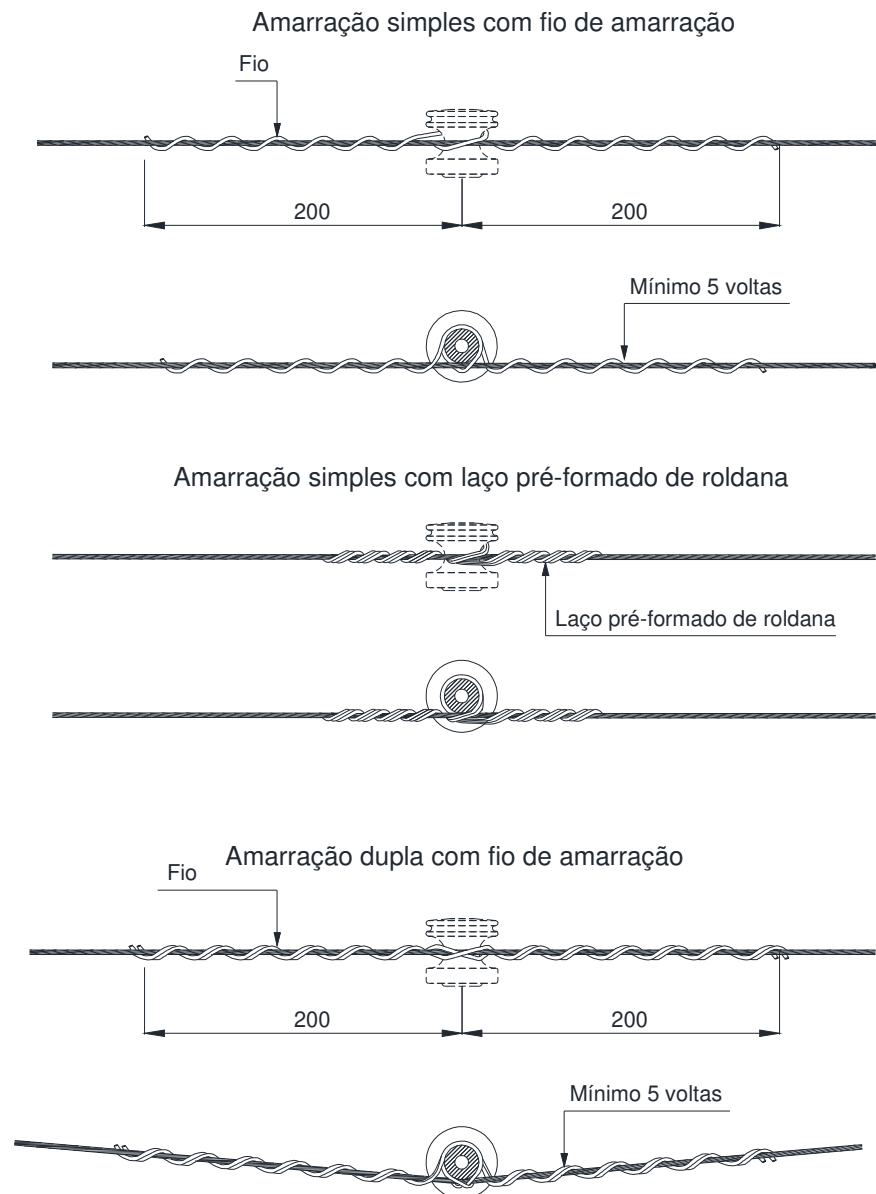 Amarração simples com fio de amarração
Fio
200 200
Mínimo 5 voltas
Amarração simples com laço pré-formado de roldana
Laço pré-formado de roldana
Amarração dupla com fio de amarração
Fio
200 200
Mínimo 5 voltas